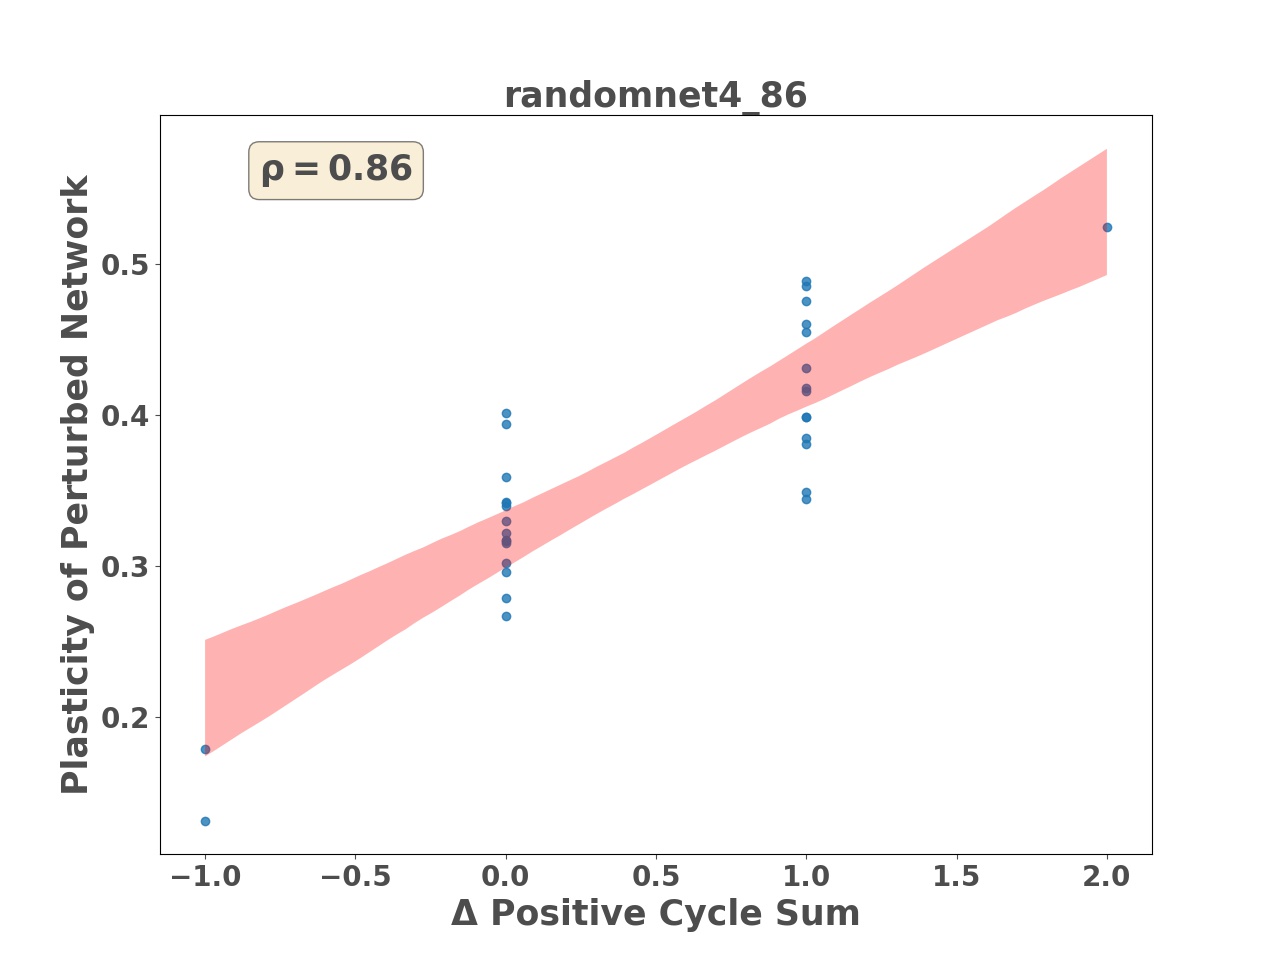 randomnet4_86
ρ = 0.86
Plasticity of Perturbed Network
0.5
0.4
0.3
0.2
−1.0 −0.5 0.0 0.5 1.0 1.5 2.0
Δ Positive Cycle Sum